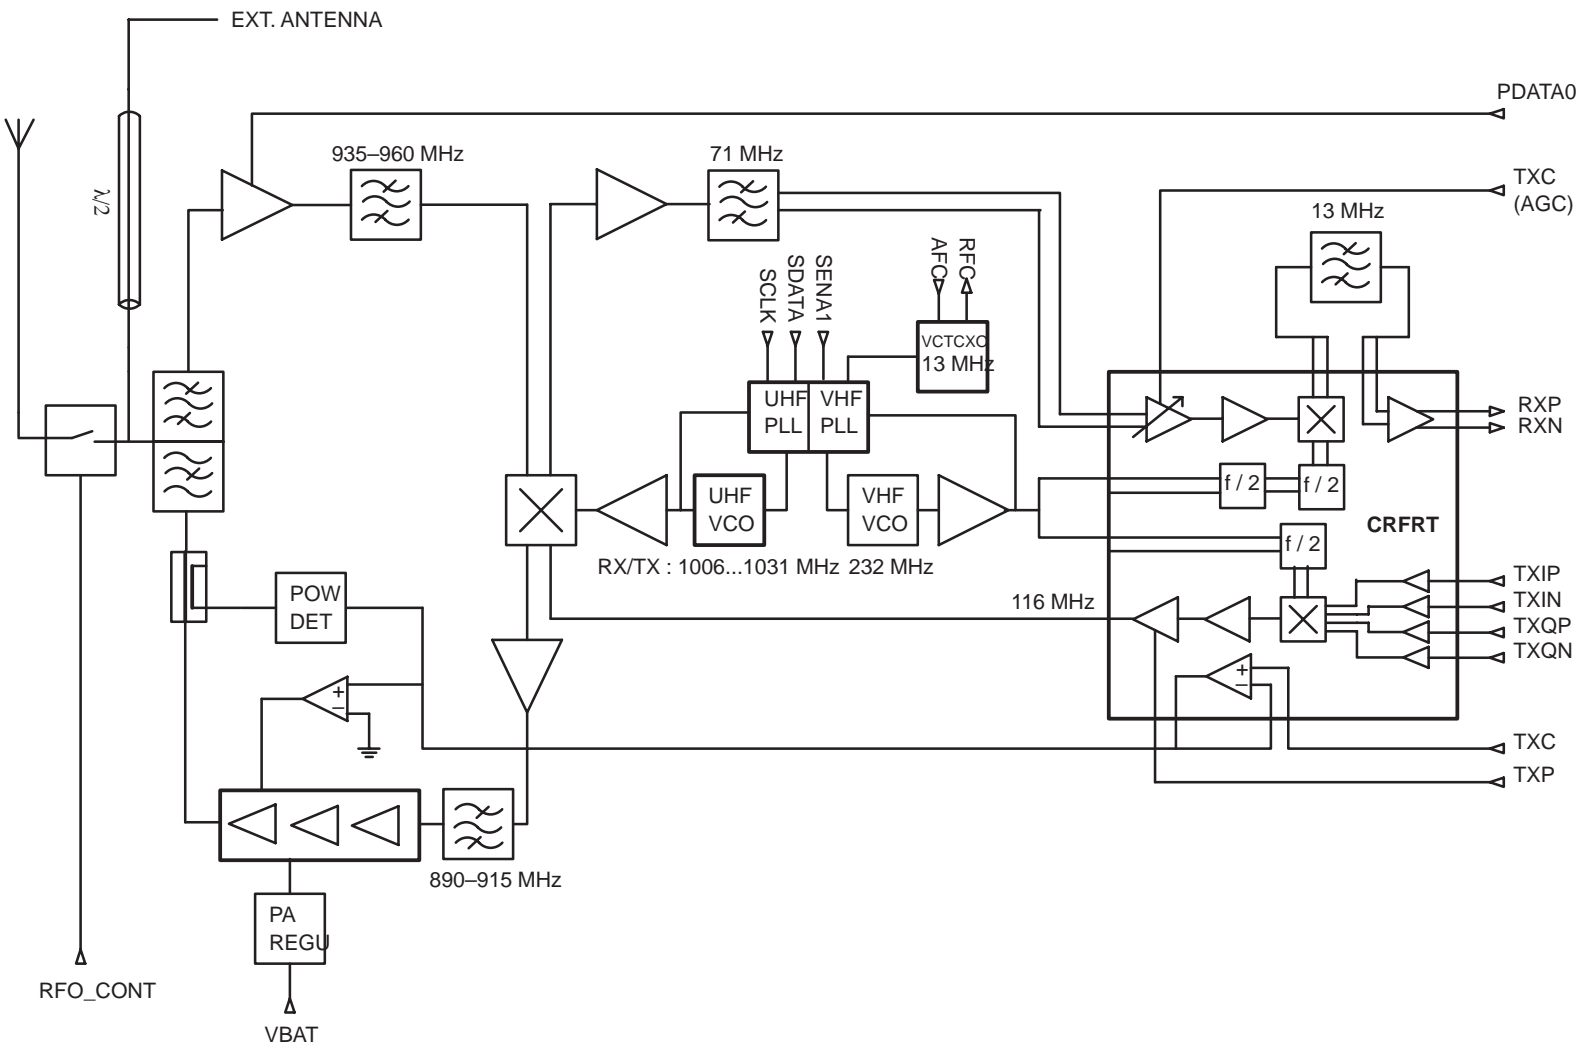 EXT. ANTENNA
PDATA0
935–960 MHz
71 MHz
TXC
(AGC)
λ/2
13 MHz
SCLK
SDATA
SENA1
AFC
RFC
VCTCXO
13 MHz
UHF
PLL
VHF
PLL
RXP
RXN
UHF
VCO
VHF
VCO
f / 2
f / 2
CRFRT
f / 2
RX/TX : 1006...1031 MHz
232 MHz
POW
DET
116 MHz
TXIP
TXIN
TXQP
TXQN
+
–
+
–
TXC
TXP
890–915 MHz
PA
REGU
RFO_CONT
VBAT